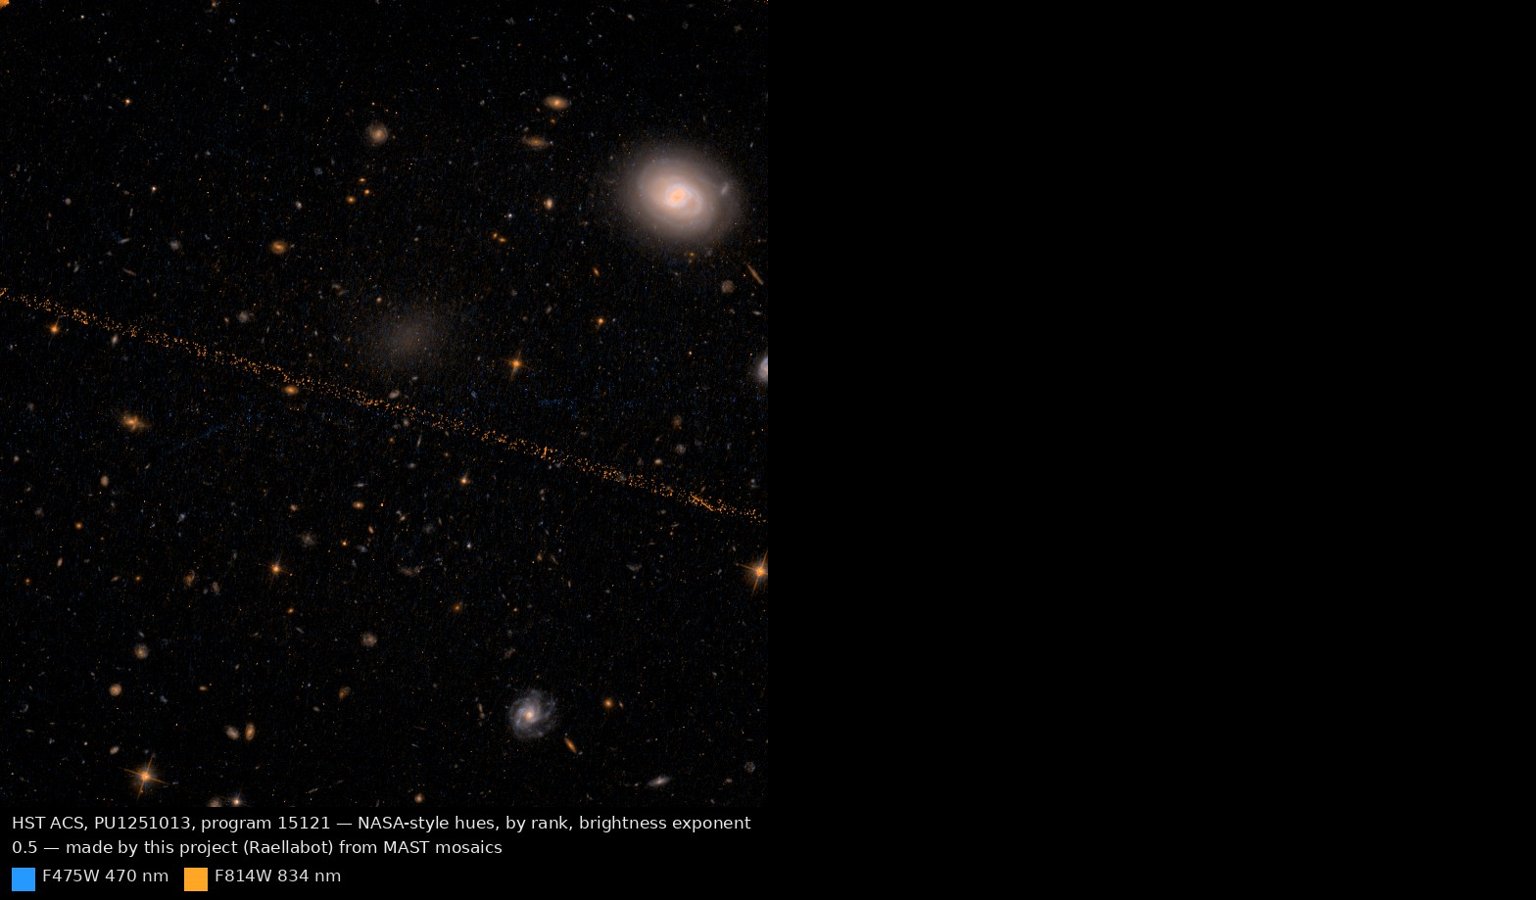 HST ACS, PU1251013, program 15121 — NASA-style hues, by rank, brightness exponent
0.5 — made by this project (Raellabot) from MAST mosaics
F475W 470 nm F814W 834 nm